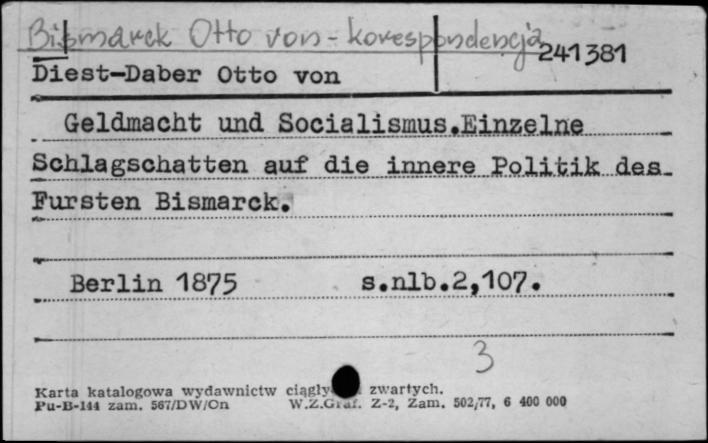 Bismarck Otto von - korespondencja
241381
Diest-Daber Otto von
Geldmacht und Socialismus.Einzelne
Schlagschatten auf die innere Politik des
Fursten Bismarck.
Berlin 1875 s.nlb.2,107.
3
Karta katalogowa wydawnictw ciągły zwartych.
Pu-B-144 zam. 567/DW/On W.Z.Graf. Z-2, Zam. 502/77, 6 400 000